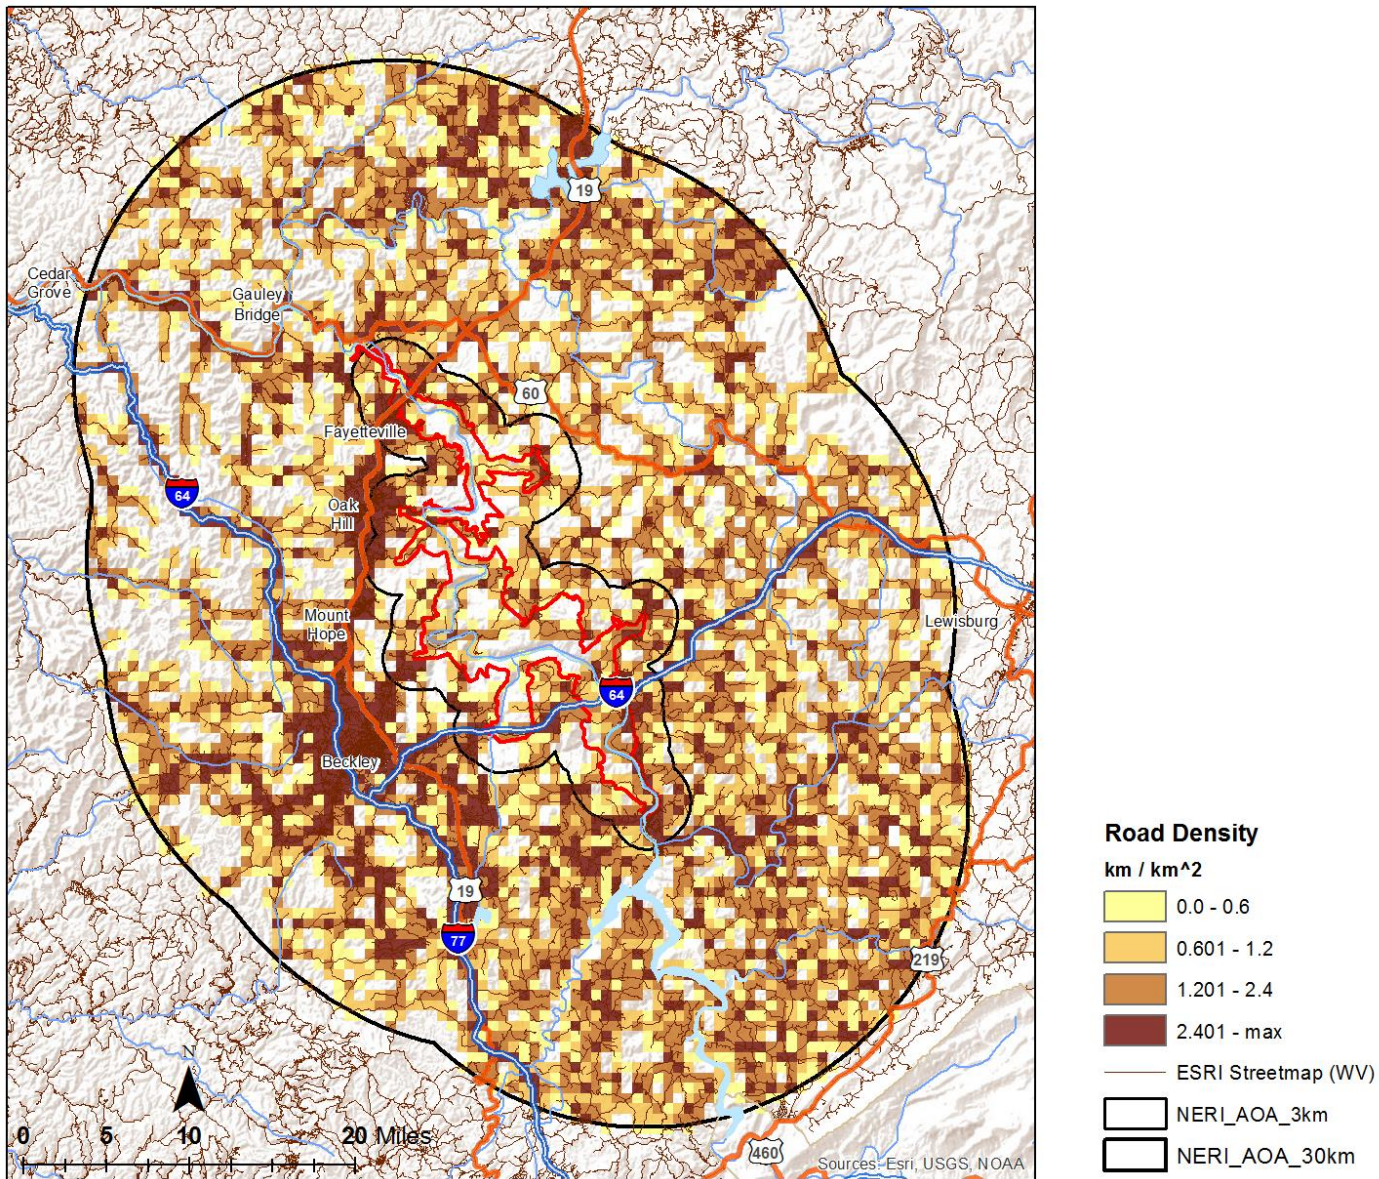 19
Cedar
Grove
Gauley
Bridge
60
Fayetteville
64
Oak
Hill
Mount
Hope
Lewisburg
64
Beckley
19
77
219
N
0 5 10 20 Miles
460
Sources: Esri, USGS, NOAA
Road Density
km / km^2
0.0 - 0.6
0.601 - 1.2
1.201 - 2.4
2.401 - max
ESRI Streetmap (WV)
NERI_AOA_3km
NERI_AOA_30km